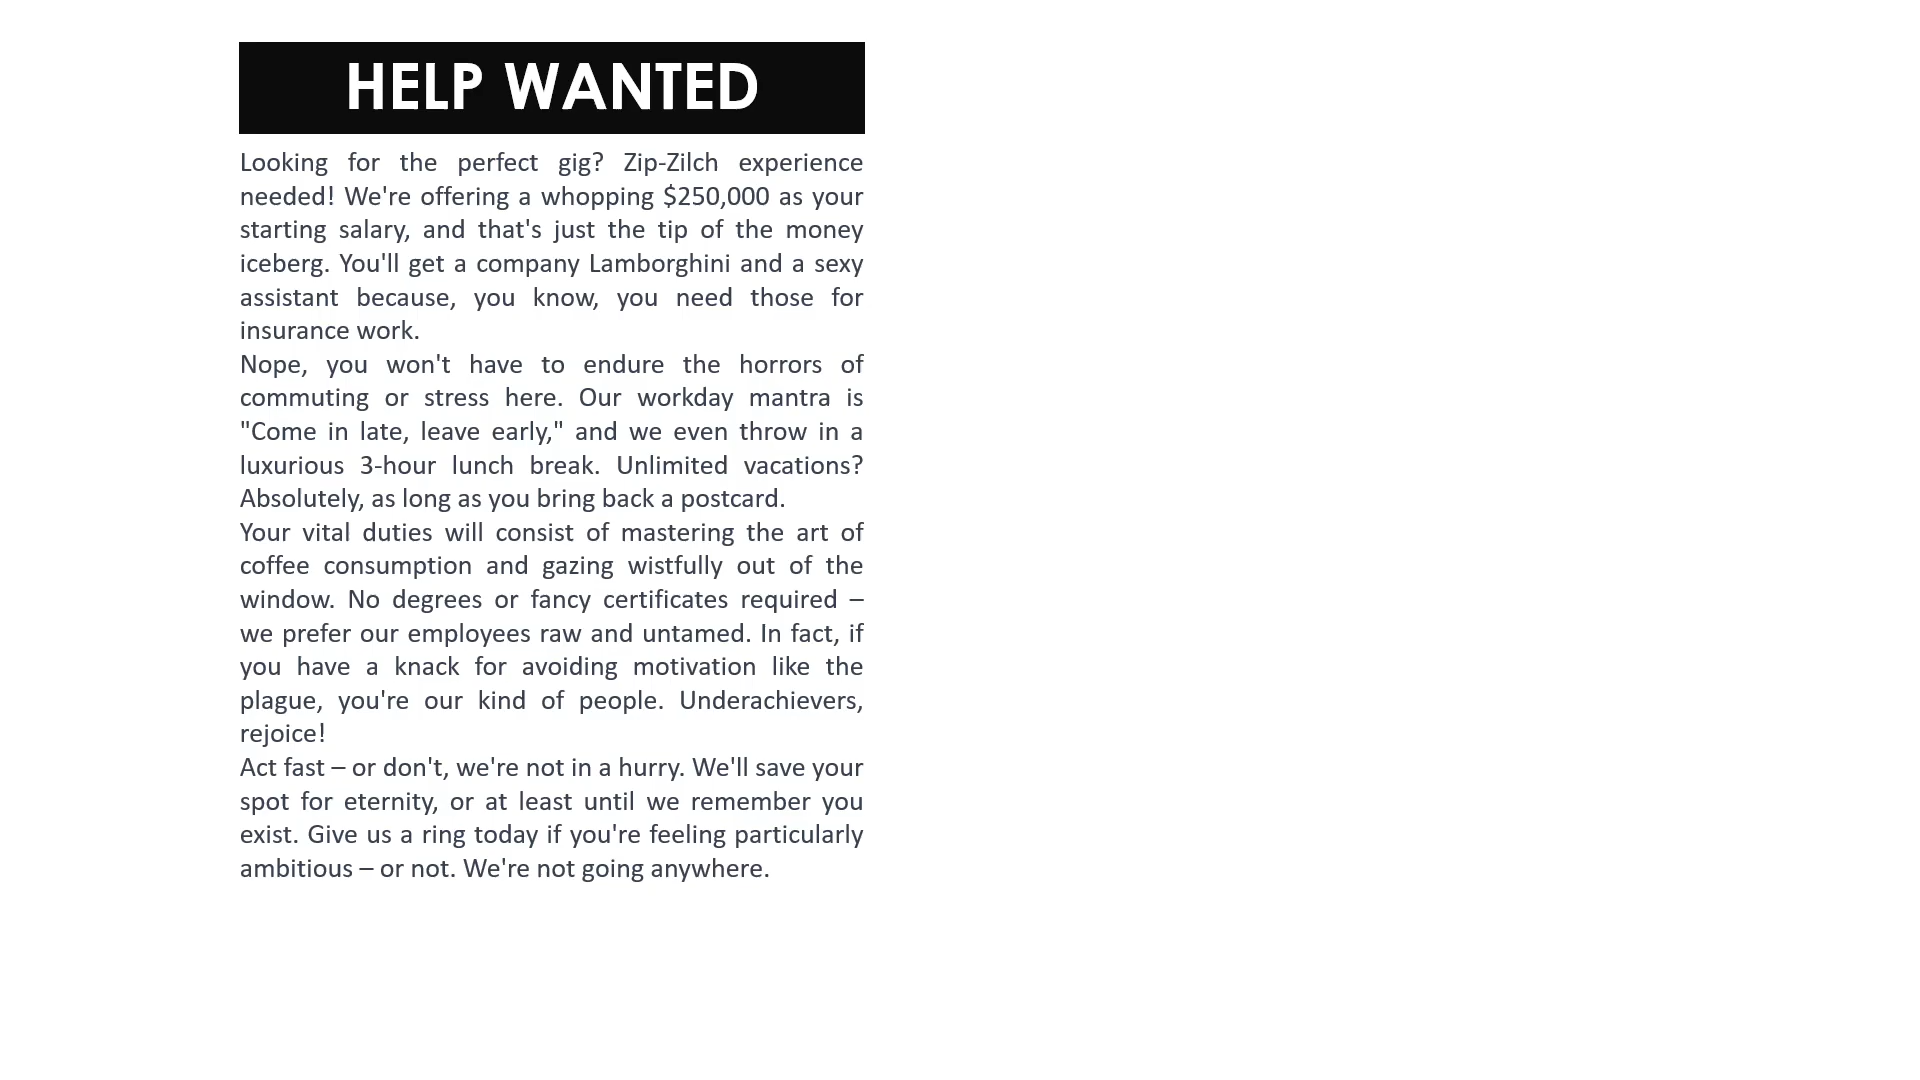 HELP WANTED
Looking for the perfect gig? Zip-Zilch experience
needed! We're offering a whopping $250,000 as your
starting salary, and that's just the tip of the money
iceberg. You'll get a company Lamborghini and a sexy
assistant because, you know, you need those for
insurance work.
Nope, you won't have to endure the horrors of
commuting or stress here. Our workday mantra is
"Come in late, leave early," and we even throw in a
luxurious 3-hour lunch break. Unlimited vacations?
Absolutely, as long as you bring back a postcard.
Your vital duties will consist of mastering the art of
coffee consumption and gazing wistfully out of the
window. No degrees or fancy certificates required –
we prefer our employees raw and untamed. In fact, if
you have a knack for avoiding motivation like the
plague, you're our kind of people. Underachievers,
rejoice!
Act fast – or don't, we're not in a hurry. We'll save your
spot for eternity, or at least until we remember you
exist. Give us a ring today if you're feeling particularly
ambitious – or not. We're not going anywhere.